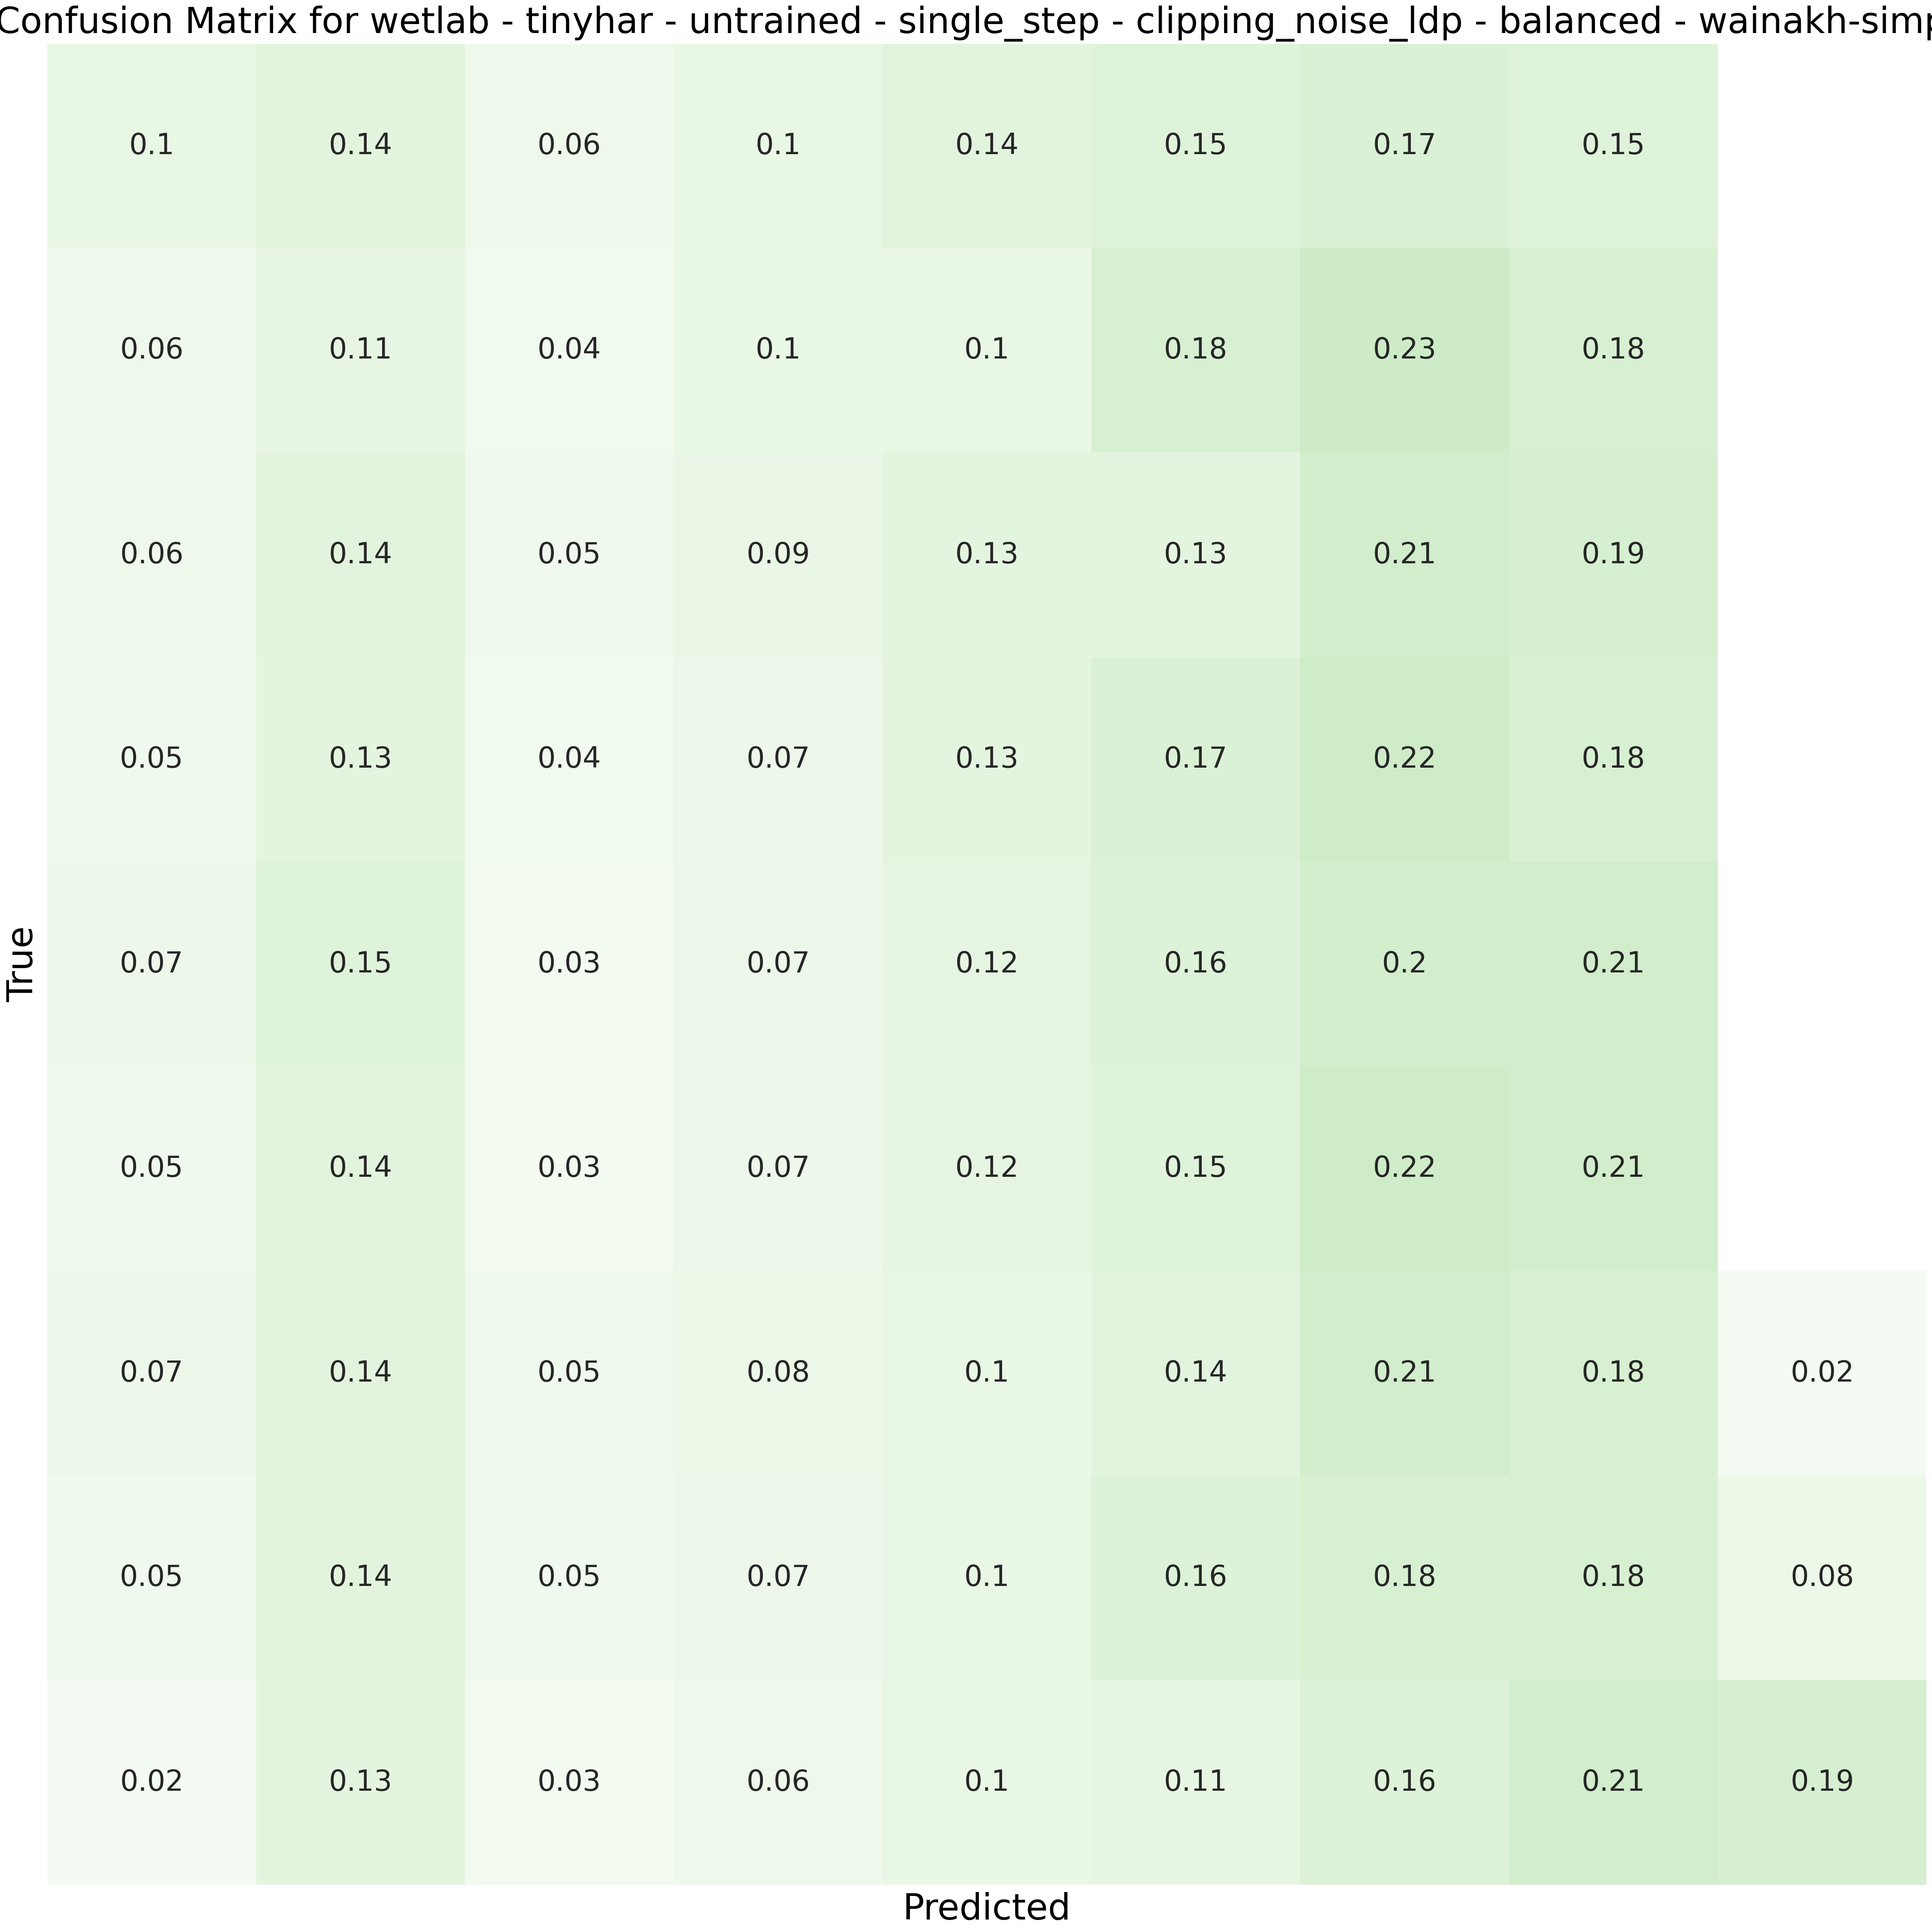 Confusion Matrix for wetlab - tinyhar - untrained - single_step - clipping_noise_ldp - balanced - wainakh-simp
0.1 0.14 0.06 0.1 0.14 0.15 0.17 0.15
0.06 0.11 0.04 0.1 0.1 0.18 0.23 0.18
0.06 0.14 0.05 0.09 0.13 0.13 0.21 0.19
0.05 0.13 0.04 0.07 0.13 0.17 0.22 0.18
0.07 0.15 0.03 0.07 0.12 0.16 0.2 0.21
0.05 0.14 0.03 0.07 0.12 0.15 0.22 0.21
0.07 0.14 0.05 0.08 0.1 0.14 0.21 0.18 0.02
0.05 0.14 0.05 0.07 0.1 0.16 0.18 0.18 0.08
0.02 0.13 0.03 0.06 0.1 0.11 0.16 0.21 0.19
True
Predicted